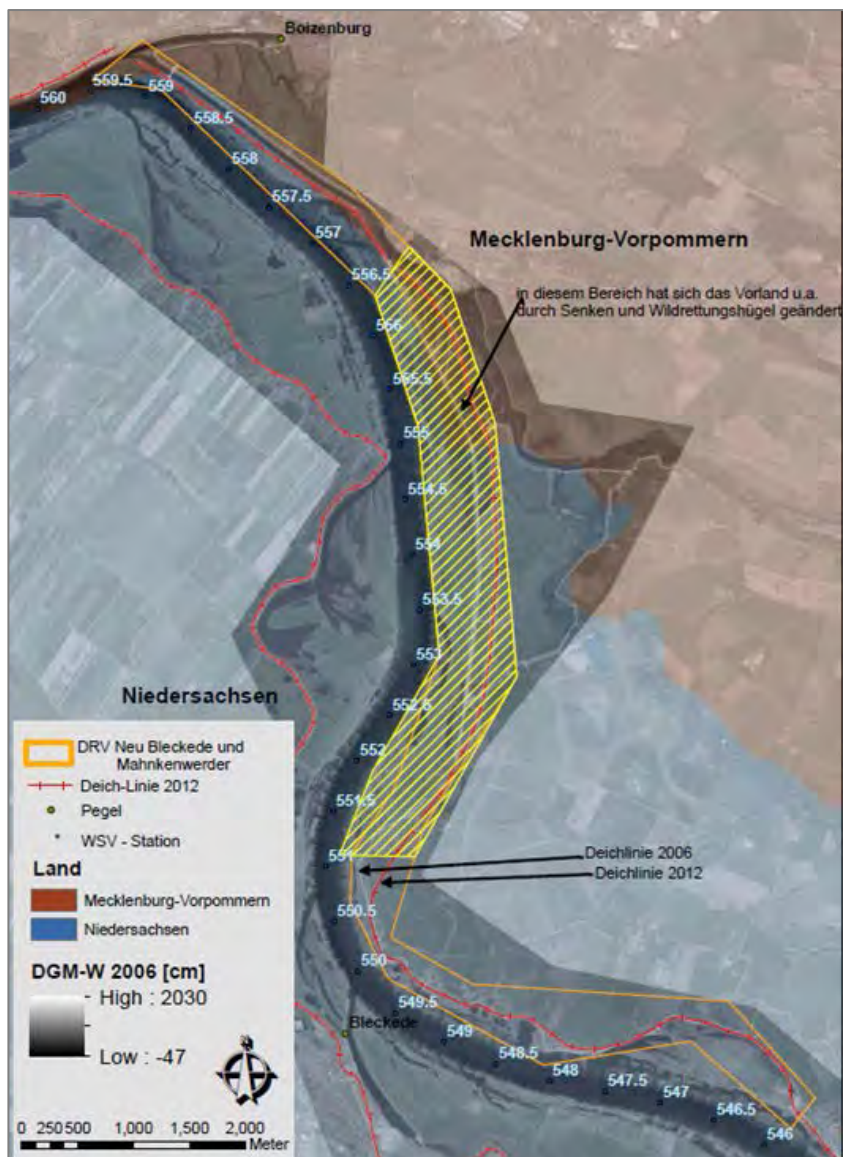 Boizenburg
560
559.5
559
558.5
558
557.5
557
556.5
556
555.5
555
554.5
554
553.5
553
552.5
552
551.5
551
550.5
550
549.5
549
548.5
548
547.5
547
546.5
546
Mecklenburg-Vorpommern
in diesem Bereich hat sich das Vorland u.a.
durch Senken und Wildrettungshügel geändert
Niedersachsen
Deichlinie 2006
Deichlinie 2012
Bleckede
DRV Neu Bleckede und
Mahnkenwerder
Deich-Linie 2012
Pegel
WSV - Station
Land
Mecklenburg-Vorpommern
Niedersachsen
DGM-W 2006 [cm]
High : 2030
Low : -47
0 250 500 1,000 1,500 2,000
Meter